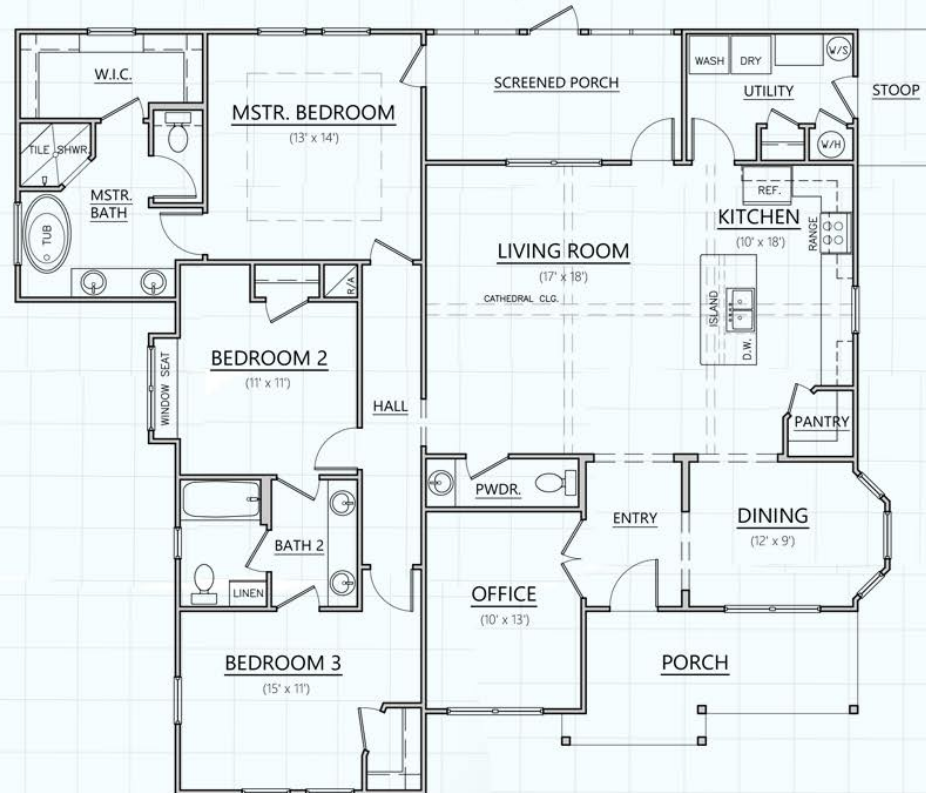 W.I.C.
MSTR. BEDROOM
(13' x 14')
SCREENED PORCH
WASH
DRY
W/S
UTILITY
STOOP
W/H
TILE SHWR.
MSTR.
BATH
TUB
REF.
KITCHEN
(10' x 18')
RANGE
LIVING ROOM
(17' x 18')
CATHEDRAL CLG.
ISLAND
D.W.
R/A
BEDROOM 2
(11' x 11')
WINDOW SEAT
HALL
PANTRY
PWDR.
ENTRY
DINING
(12' x 9')
BATH 2
LINEN
OFFICE
(10' x 13')
BEDROOM 3
(15' x 11')
PORCH